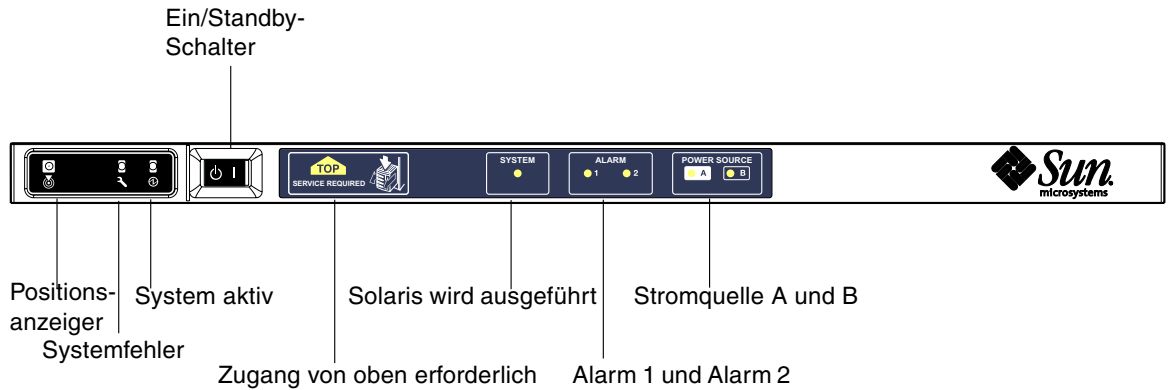 Ein/Standby-
Schalter
TOP
SERVICE REQUIRED
SYSTEM
ALARM
1 2
POWER SOURCE
A B
Sun
microsystems
Positions-
anzeiger
System aktiv
Solaris wird ausgeführt
Stromquelle A und B
Systemfehler
Zugang von oben erforderlich
Alarm 1 und Alarm 2